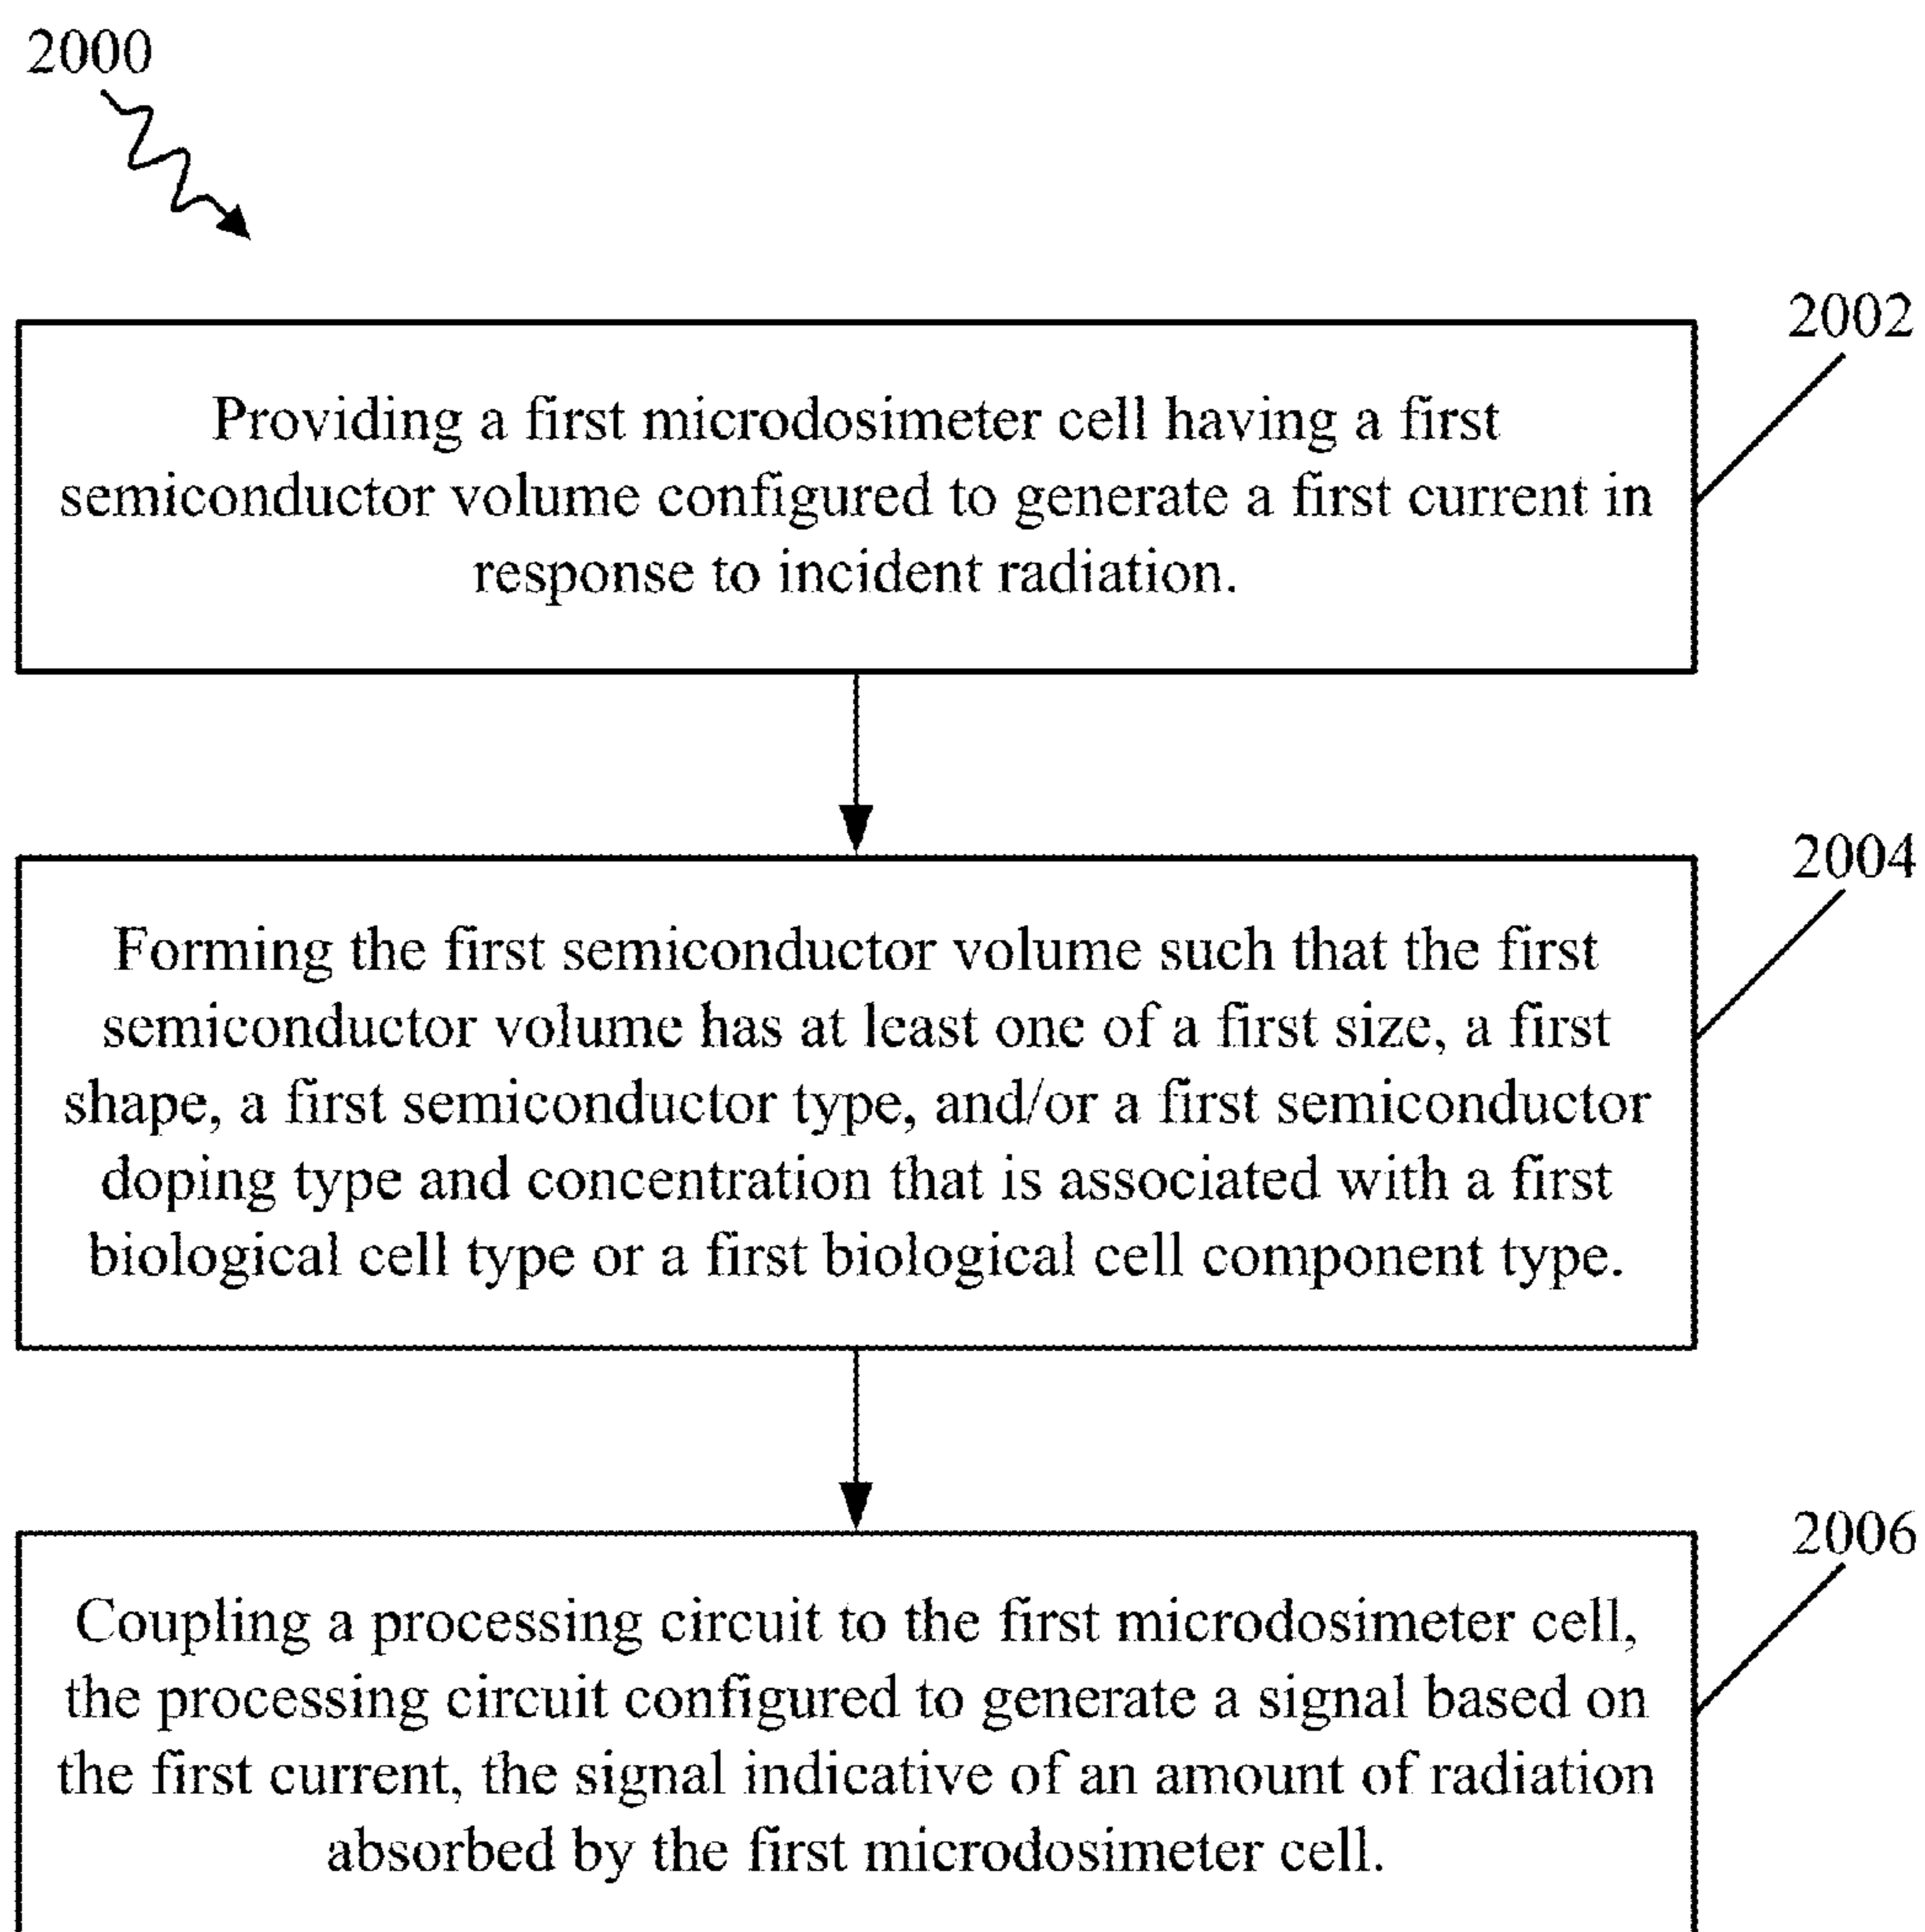 2000
2002
Providing a first microdosimeter cell having a first
semiconductor volume configured to generate a first current in
response to incident radiation.
2004
Forming the first semiconductor volume such that the first
semiconductor volume has at least one of a first size, a first
shape, a first semiconductor type, and/or a first semiconductor
doping type and concentration that is associated with a first
biological cell type or a first biological cell component type.
2006
Coupling a processing circuit to the first microdosimeter cell,
the processing circuit configured to generate a signal based on
the first current, the signal indicative of an amount of radiation
absorbed by the first microdosimeter cell.